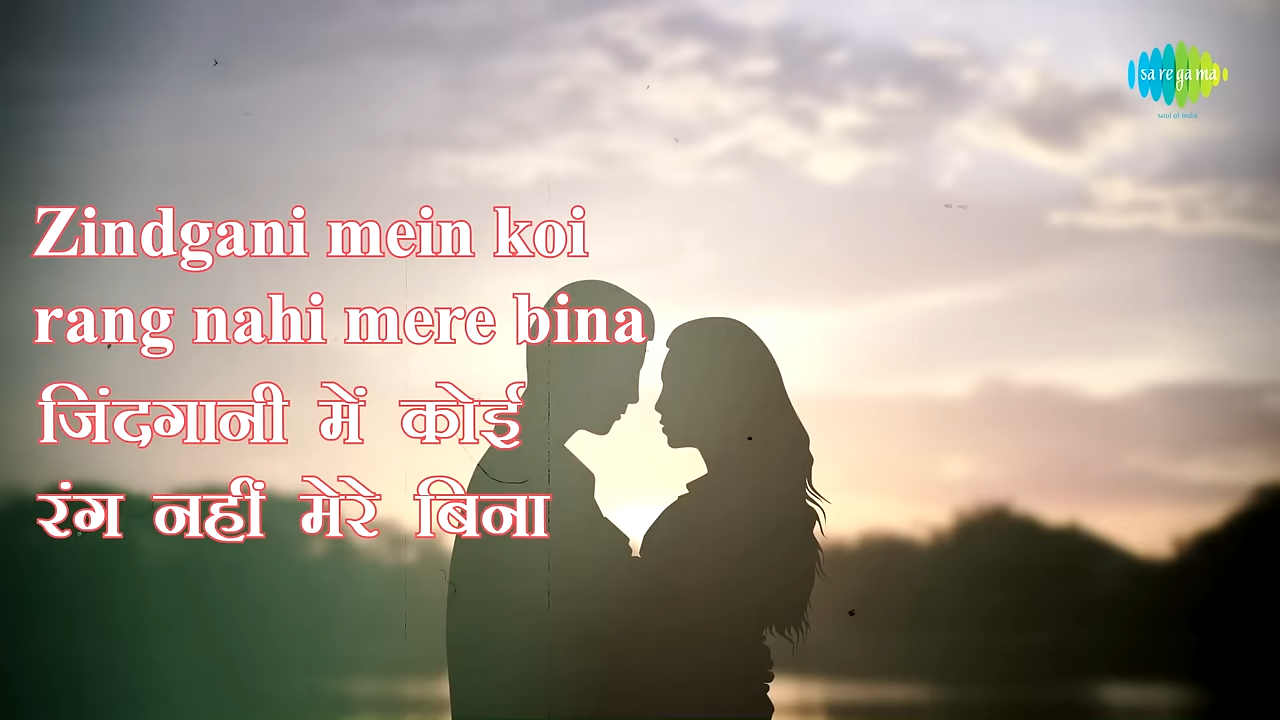 sa re ga ma
soul of India
Zindgani mein koi
rang nahi mere bina
जिंदगानी में कोई
रंग नहीं मेरे बिना